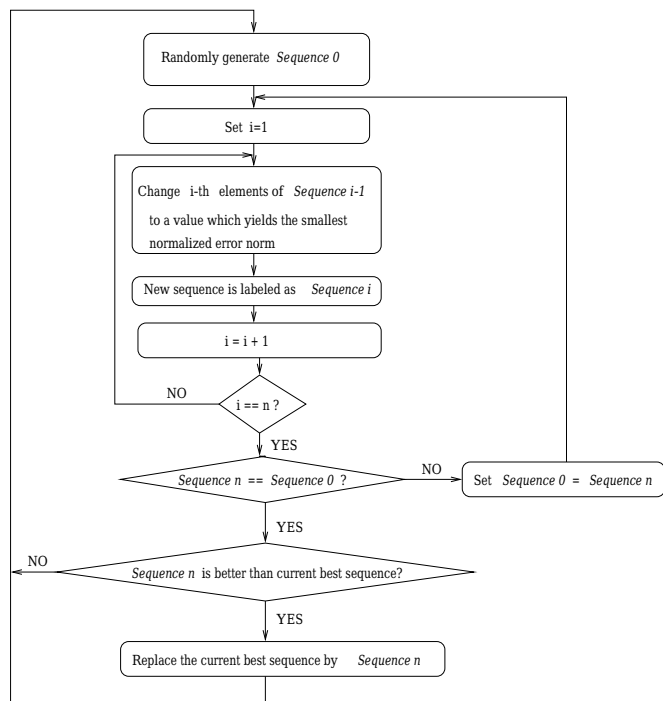 Randomly generate Sequence 0
Set i=1
Change i-th elements of Sequence i-1
to a value which yields the smallest
normalized error norm
New sequence is labeled as Sequence i
i = i + 1
NO
i == n ?
YES
Sequence n == Sequence 0 ?
NO
Set Sequence 0 = Sequence n
YES
NO
Sequence n is better than current best sequence?
YES
Replace the current best sequence by Sequence n